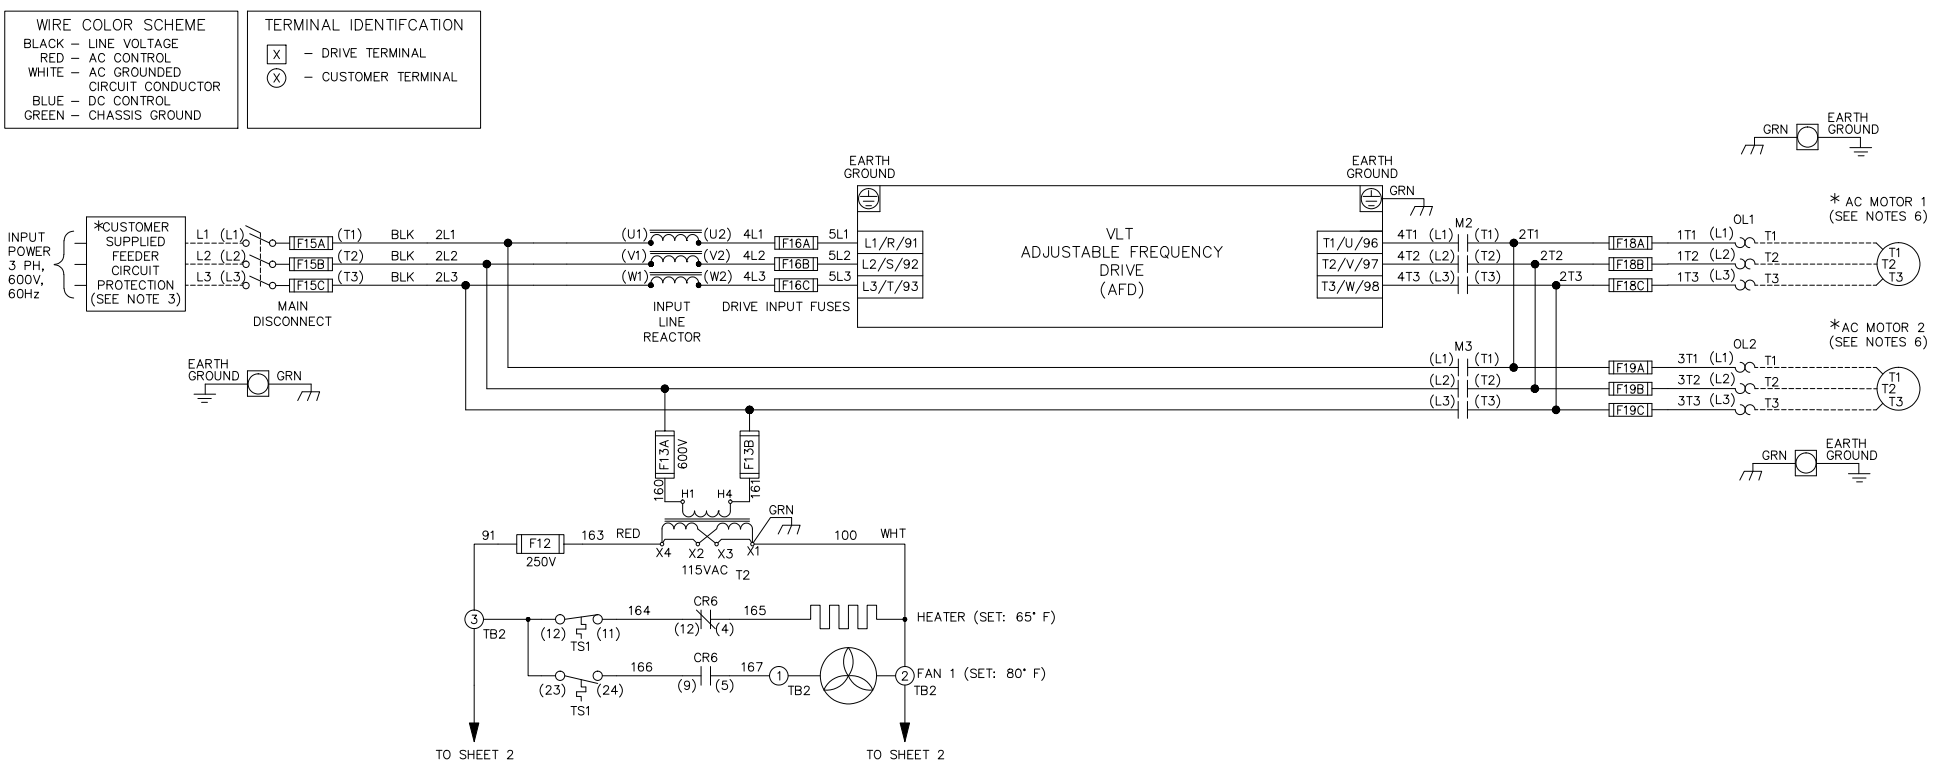 WIRE COLOR SCHEME
BLACK – LINE VOLTAGE
RED – AC CONTROL
WHITE – AC GROUNDED
CIRCUIT CONDUCTOR
BLUE – DC CONTROL
GREEN – CHASSIS GROUND
TERMINAL IDENTIFCATION
X – DRIVE TERMINAL
X – CUSTOMER TERMINAL
GRN
EARTH
GROUND
EARTH
GROUND
EARTH
GROUND
GRN
INPUT
POWER
3 PH,
600V,
60Hz
*CUSTOMER
SUPPLIED
FEEDER
CIRCUIT
PROTECTION
(SEE NOTE 3)
L1 (L1) F15A (T1) BLK 2L1 (U1) (U2) 4L1 F16A 5L1 L1/R/91
L2 (L2) F15B (T2) BLK 2L2 (V1) (V2) 4L2 F16B 5L2 L2/S/92
L3 (L3) F15C (T3) BLK 2L3 (W1) (W2) 4L3 F16C 5L3 L3/T/93
MAIN
DISCONNECT
INPUT
LINE
REACTOR
DRIVE INPUT FUSES
VLT
ADJUSTABLE FREQUENCY
DRIVE
(AFD)
M2
OL1
T1/U/96 4T1 (L1) (T1) 2T1 F18A 1T1 (L1) T1
T2/V/97 4T2 (L2) (T2) 2T2 F18B 1T2 (L2) T2
T3/W/98 4T3 (L3) (T3) 2T3 F18C 1T3 (L3) T3
* AC MOTOR 1
(SEE NOTES 6)
T1
T2
T3
M3
OL2
(L1) (T1) F19A 3T1 (L1) T1
(L2) (T2) F19B 3T2 (L2) T2
(L3) (T3) F19C 3T3 (L3) T3
* AC MOTOR 2
(SEE NOTES 6)
T1
T2
T3
EARTH
GROUND
GRN
GRN
EARTH
GROUND
F13A
600V
F13B
160
161
H1 H4
GRN
91 F12 163 RED
250V
X4 X2 X3 X1
100 WHT
115VAC T2
3
TB2
(12) (11)
TS1
164
CR6
(12) (4)
165
HEATER (SET: 65° F)
(23) (24)
TS1
166
CR6
(9) (5)
167
1
TB2
2
TB2
FAN 1 (SET: 80° F)
TO SHEET 2
TO SHEET 2